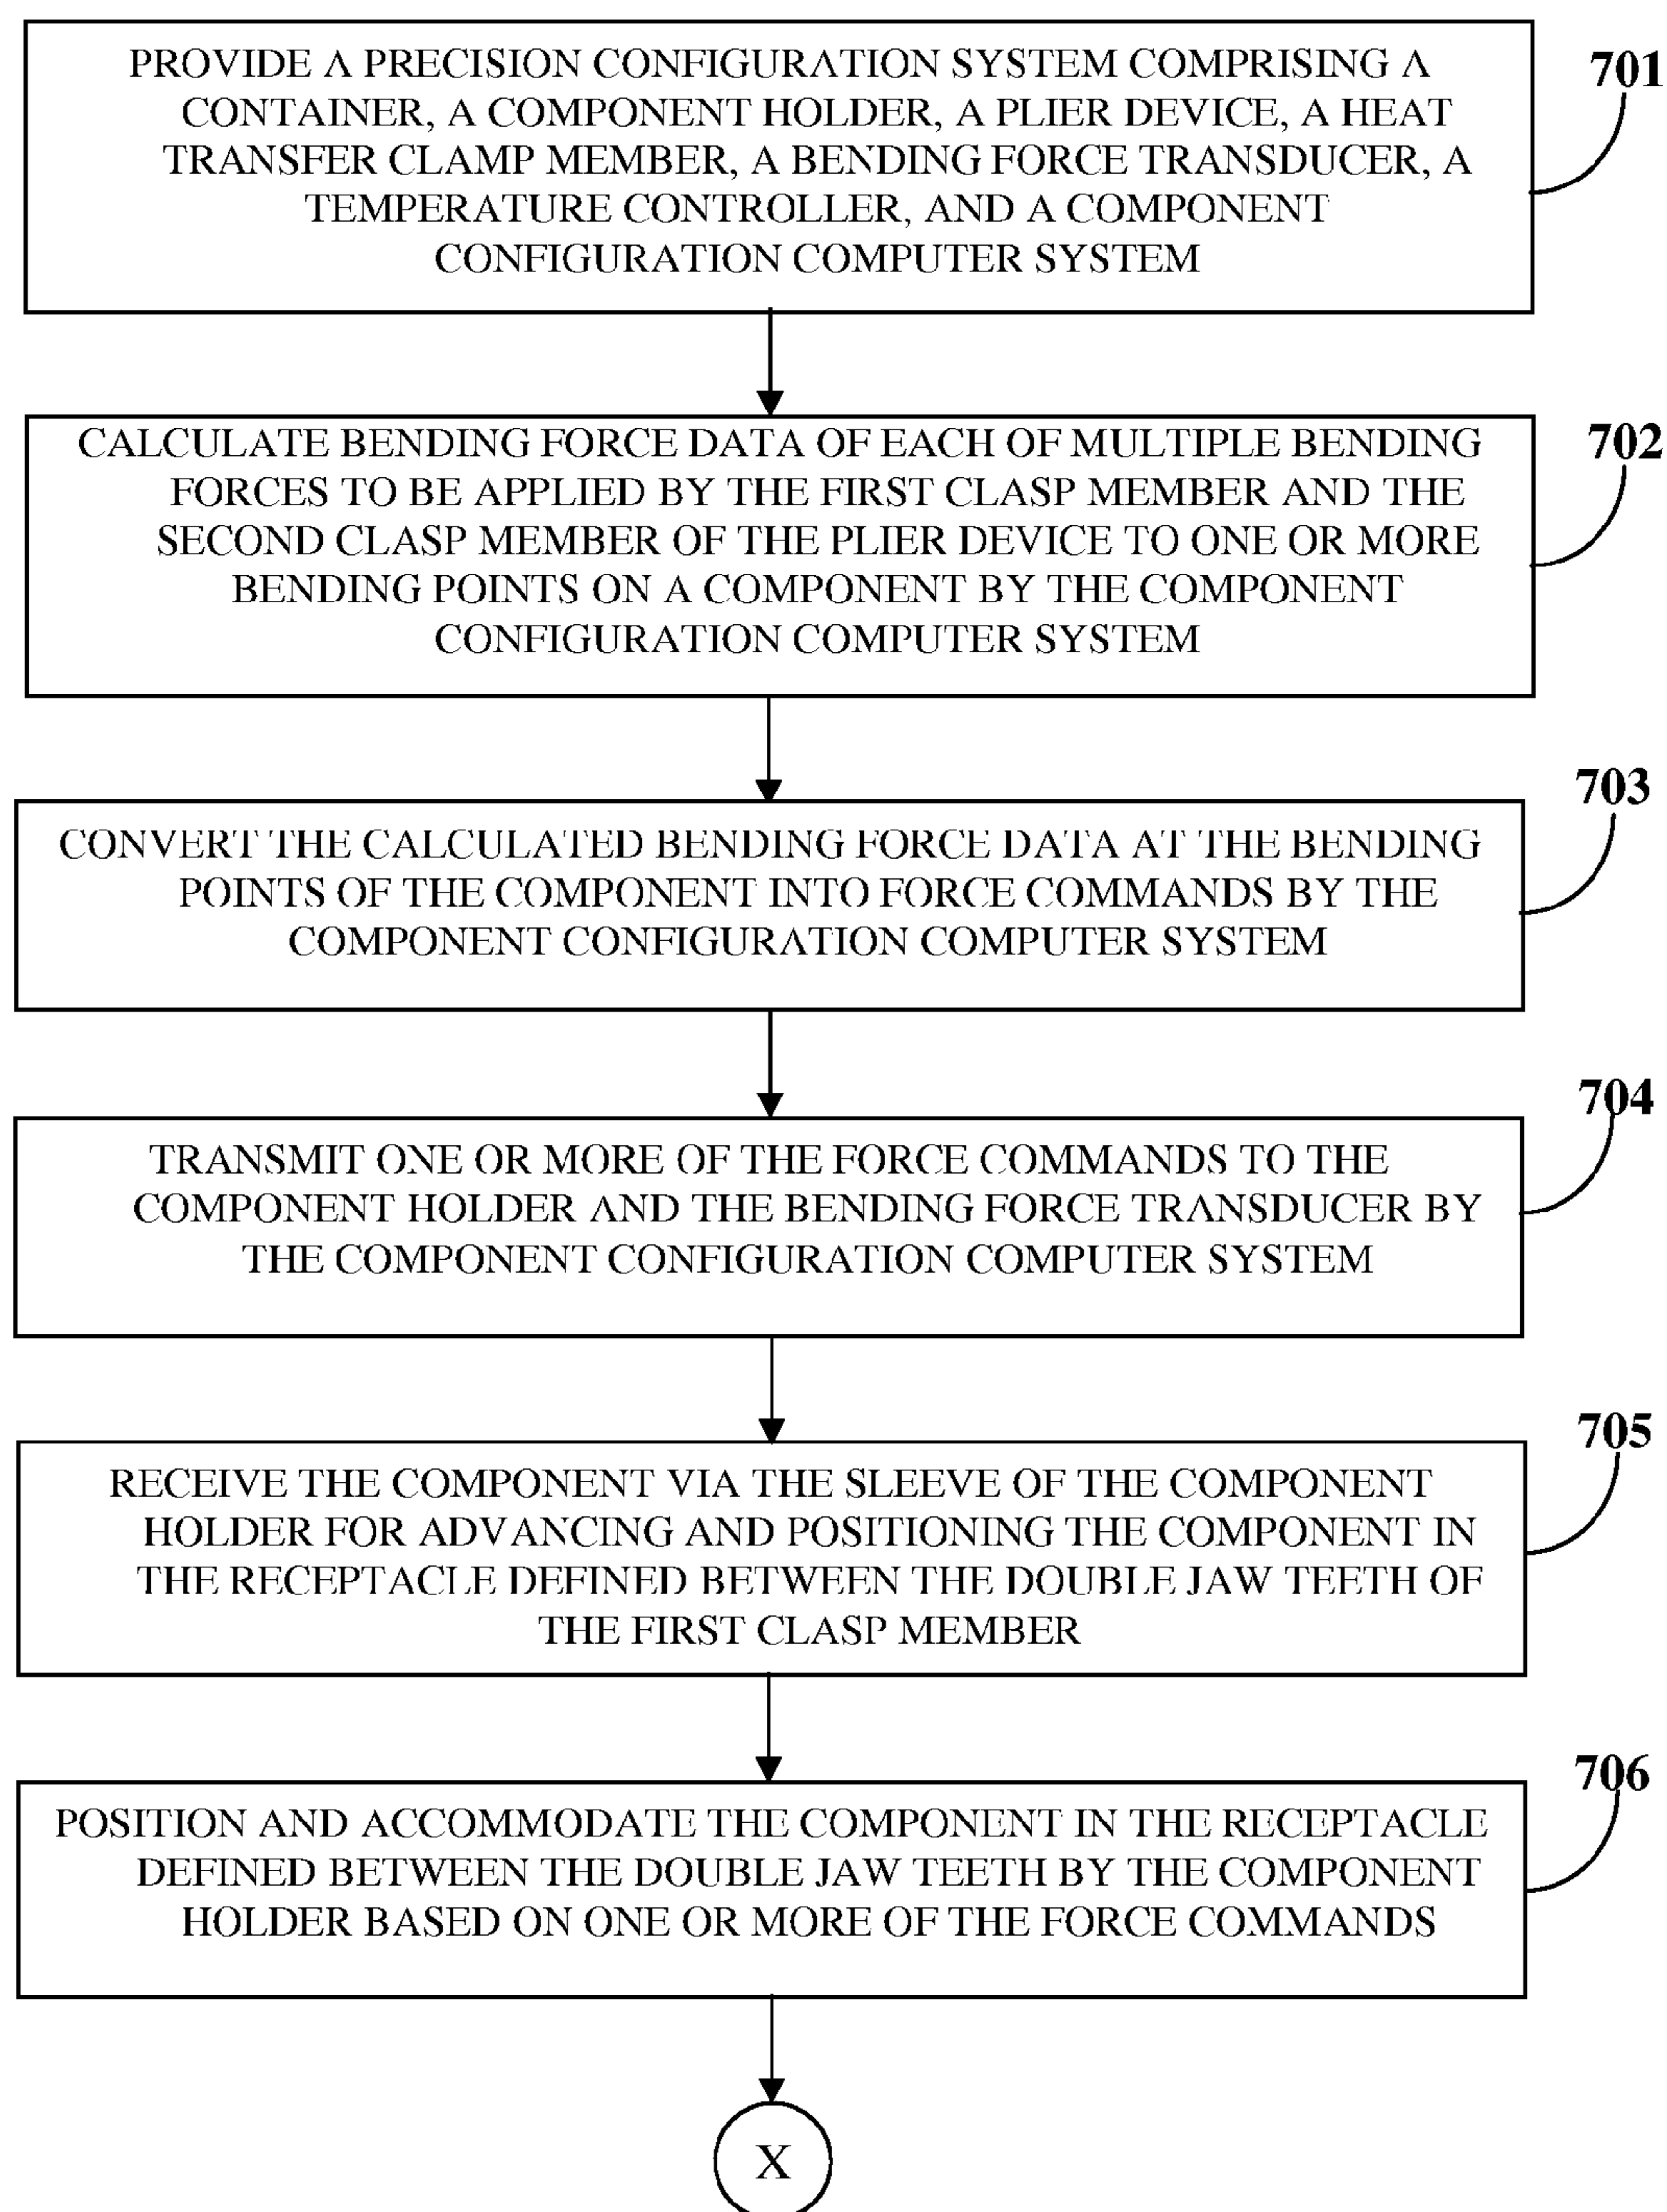 PROVIDE A PRECISION CONFIGURATION SYSTEM COMPRISING A
CONTAINER, A COMPONENT HOLDER, A PLIER DEVICE, A HEAT
TRANSFER CLAMP MEMBER, A BENDING FORCE TRANSDUCER, A
TEMPERATURE CONTROLLER, AND A COMPONENT
CONFIGURATION COMPUTER SYSTEM
701
CALCULATE BENDING FORCE DATA OF EACH OF MULTIPLE BENDING
FORCES TO BE APPLIED BY THE FIRST CLASP MEMBER AND THE
SECOND CLASP MEMBER OF THE PLIER DEVICE TO ONE OR MORE
BENDING POINTS ON A COMPONENT BY THE COMPONENT
CONFIGURATION COMPUTER SYSTEM
702
CONVERT THE CALCULATED BENDING FORCE DATA AT THE BENDING
POINTS OF THE COMPONENT INTO FORCE COMMANDS BY THE
COMPONENT CONFIGURATION COMPUTER SYSTEM
703
TRANSMIT ONE OR MORE OF THE FORCE COMMANDS TO THE
COMPONENT HOLDER AND THE BENDING FORCE TRANSDUCER BY
THE COMPONENT CONFIGURATION COMPUTER SYSTEM
704
RECEIVE THE COMPONENT VIA THE SLEEVE OF THE COMPONENT
HOLDER FOR ADVANCING AND POSITIONING THE COMPONENT IN
THE RECEPTACLE DEFINED BETWEEN THE DOUBLE JAW TEETH OF
THE FIRST CLASP MEMBER
705
POSITION AND ACCOMMODATE THE COMPONENT IN THE RECEPTACLE
DEFINED BETWEEN THE DOUBLE JAW TEETH BY THE COMPONENT
HOLDER BASED ON ONE OR MORE OF THE FORCE COMMANDS
706
X